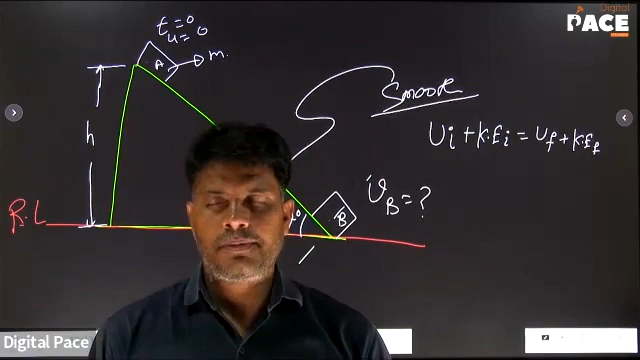 Digital
PACE
t=0
u=0
A
m.
Smooth
h
Ui + K.Ei = Uf + K.Ef
R.L
θ
B
VB = ?
Digital Pace